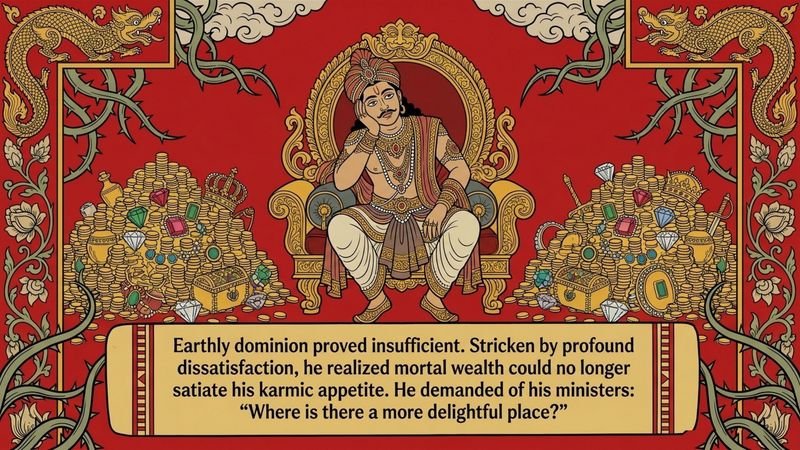 Earthly dominion proved insufficient. Stricken by profound
dissatisfaction, he realized mortal wealth could no longer
satiate his karmic appetite. He demanded of his ministers:
“Where is there a more delightful place?”